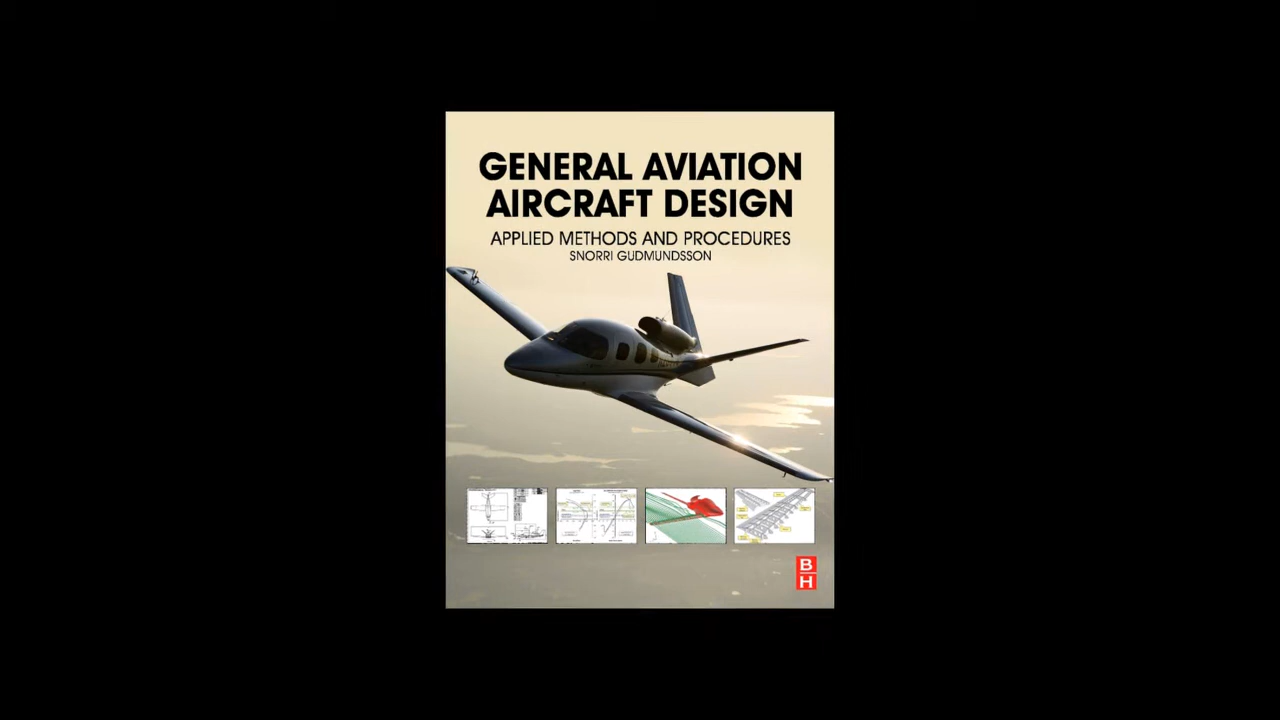 GENERAL AVIATION
AIRCRAFT DESIGN
APPLIED METHODS AND PROCEDURES
SNORRI GUDMUNDSSON
B
H